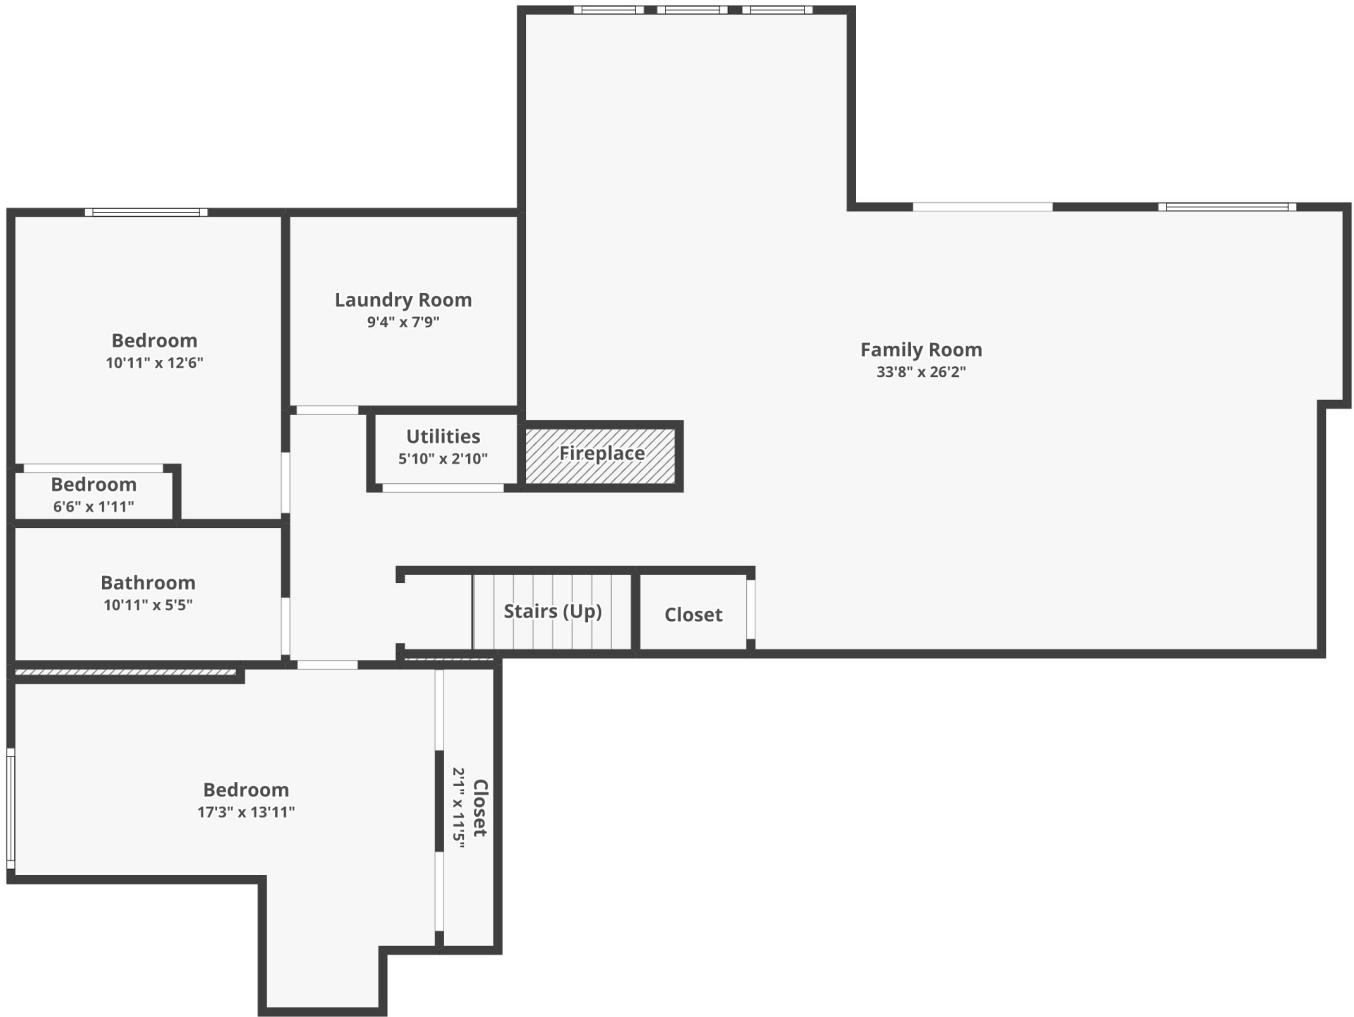 Laundry Room
9'4" x 7'9"
Bedroom
10'11" x 12'6"
Family Room
33'8" x 26'2"
Utilities
5'10" x 2'10"
Fireplace
Bedroom
6'6" x 1'11"
Bathroom
10'11" x 5'5"
Stairs (Up)
Closet
Bedroom
17'3" x 13'11"
Closet
2'1" x 11'5"